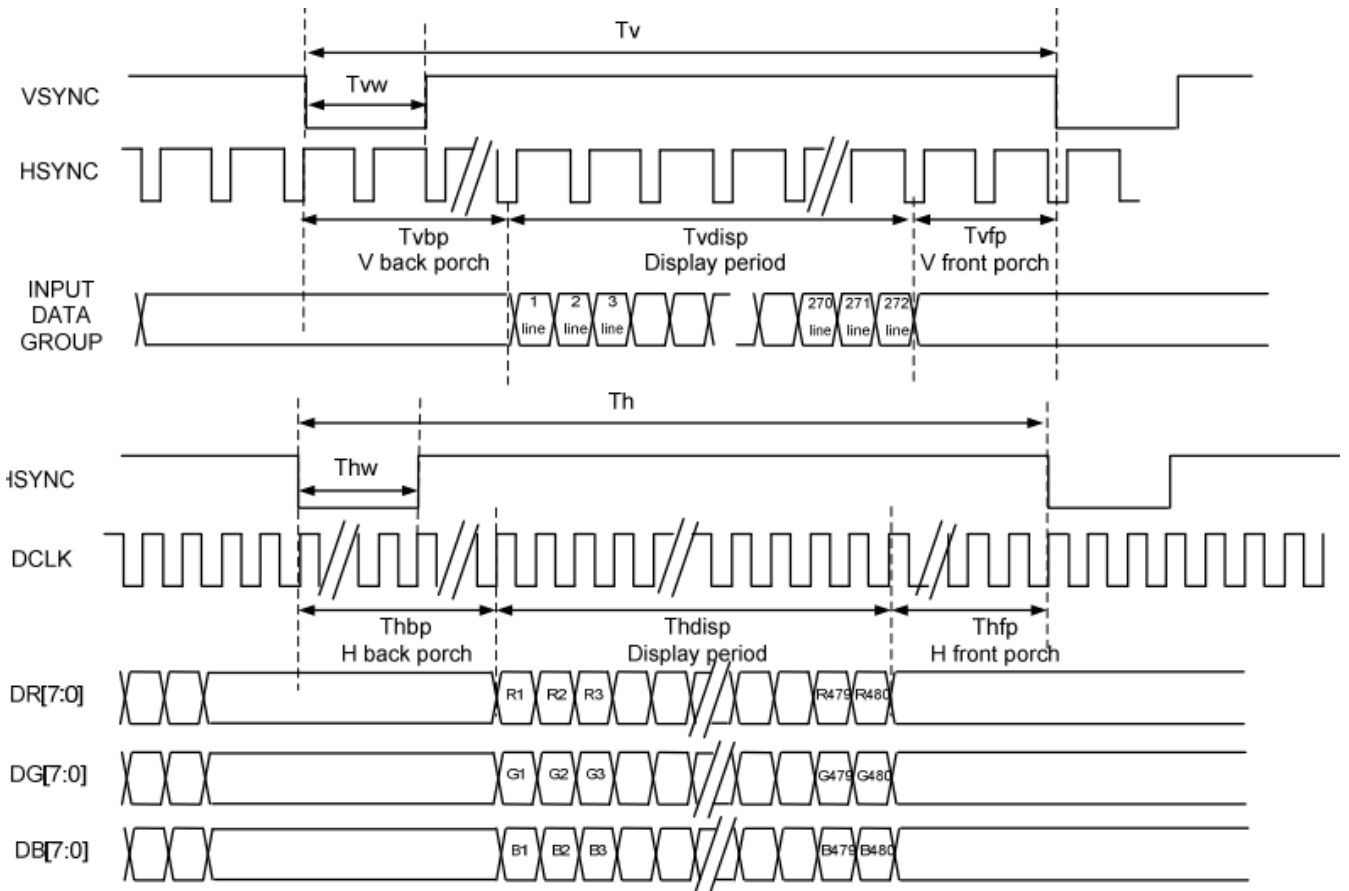 Tv
VSYNC
Tvw
HSYNC
Tvbp Tvdisp Tvfp
V back porch Display period V front porch
INPUT
DATA
GROUP
1 2 3 270 271 272
line line line line line line
Th
HSYNC
Thw
DCLK
Thbp Thdisp Thfp
H back porch Display period H front porch
DR[7:0] R1 R2 R3 R479 R480
DG[7:0] G1 G2 G3 G479 G480
DB[7:0] B1 B2 B3 B479 B480